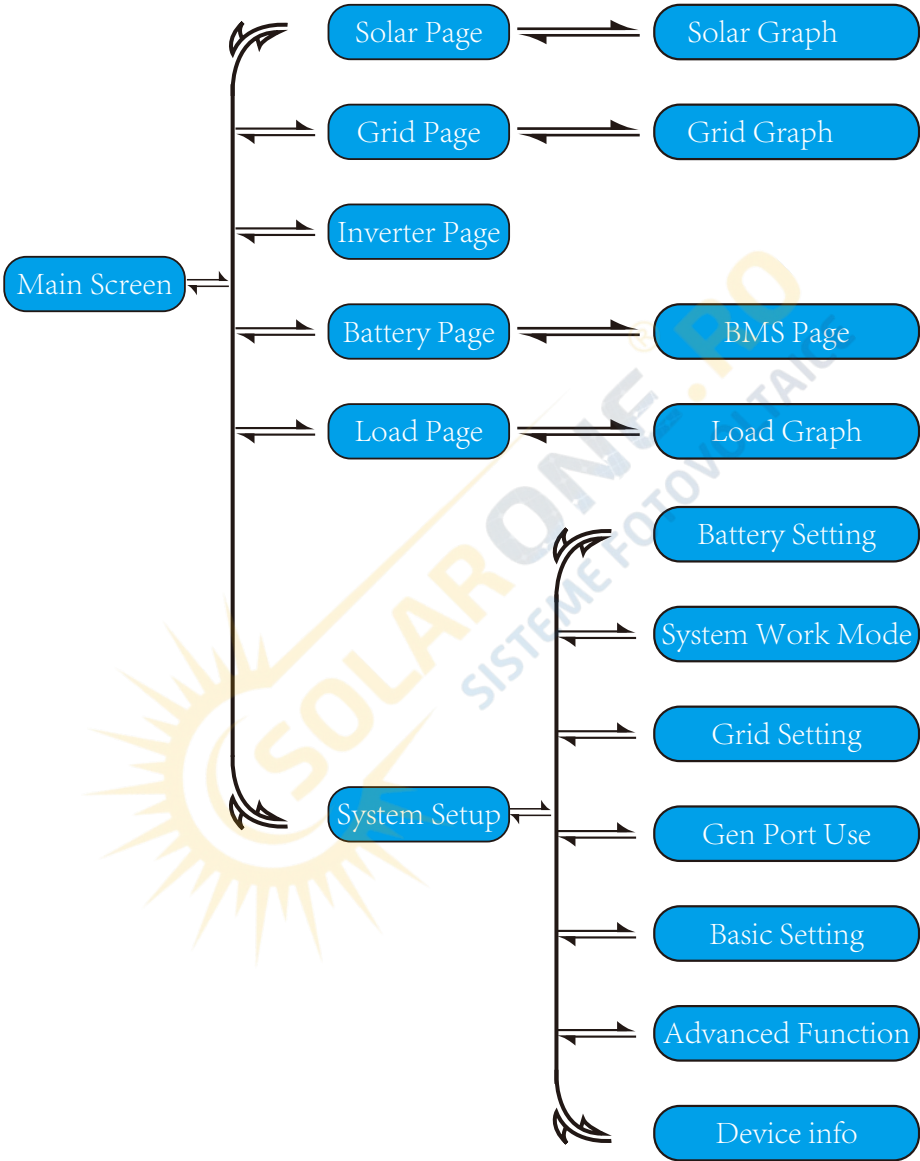 Solar Page
Solar Graph
Grid Page
Grid Graph
Inverter Page
Main Screen
Battery Page
BMS Page
Load Page
Load Graph
Battery Setting
System Work Mode
Grid Setting
System Setup
Gen Port Use
Basic Setting
Advanced Function
Device info
SOLARONE®.RO
SISTEME FOTOVOLTAICE